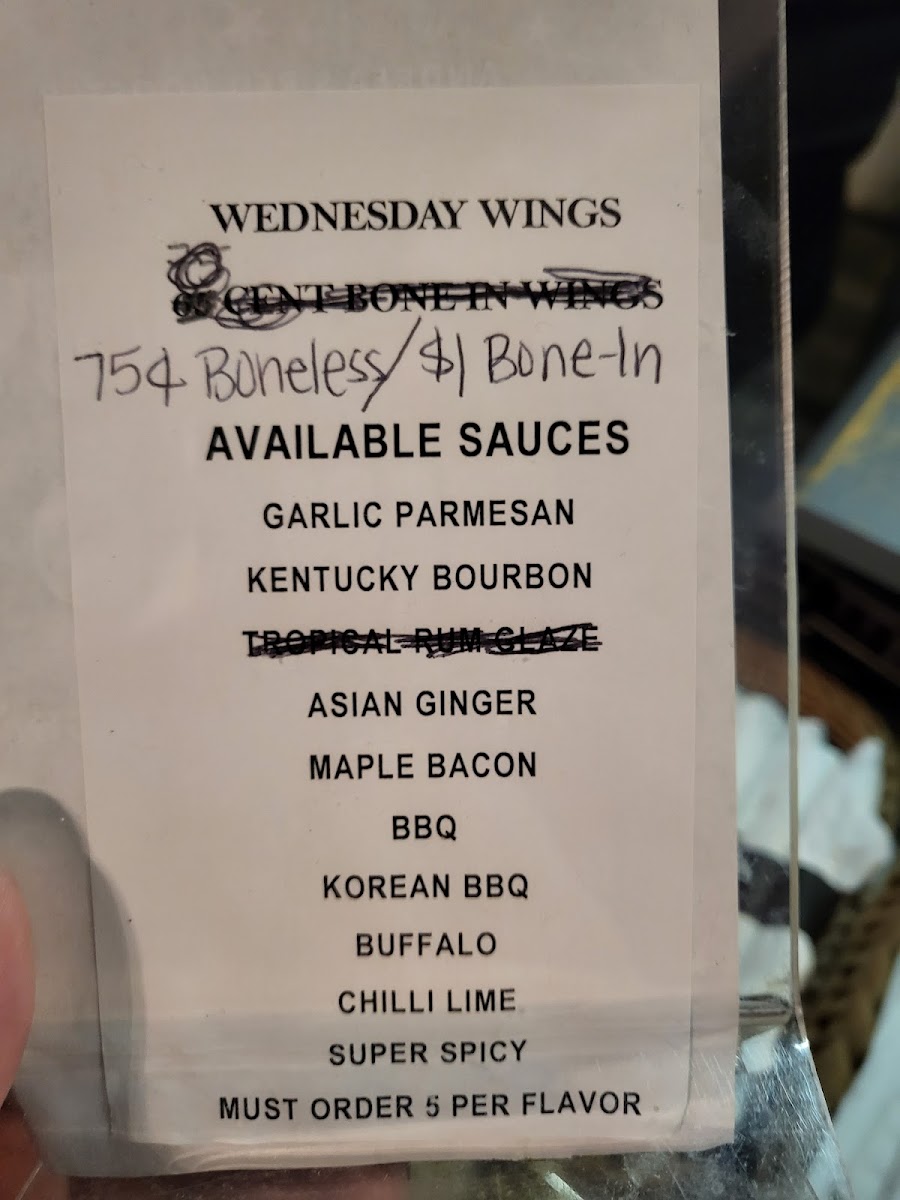 WEDNESDAY WINGS
65 CENT BONE IN WINGS
75¢ Boneless/$1 Bone-In
AVAILABLE SAUCES
GARLIC PARMESAN
KENTUCKY BOURBON
TROPICAL RUM GLAZE
ASIAN GINGER
MAPLE BACON
BBQ
KOREAN BBQ
BUFFALO
CHILLI LIME
SUPER SPICY
MUST ORDER 5 PER FLAVOR